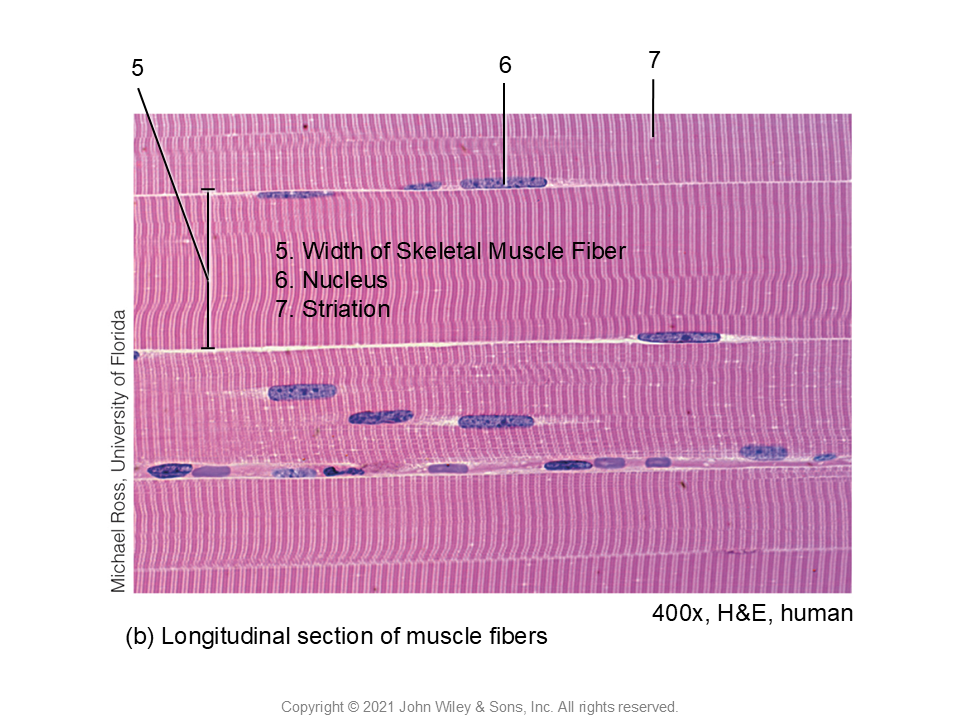 5
6
7
5. Width of Skeletal Muscle Fiber
6. Nucleus
7. Striation
Michael Ross, University of Florida
400x, H&E, human
(b) Longitudinal section of muscle fibers
Copyright © 2021 John Wiley & Sons, Inc. All rights reserved.